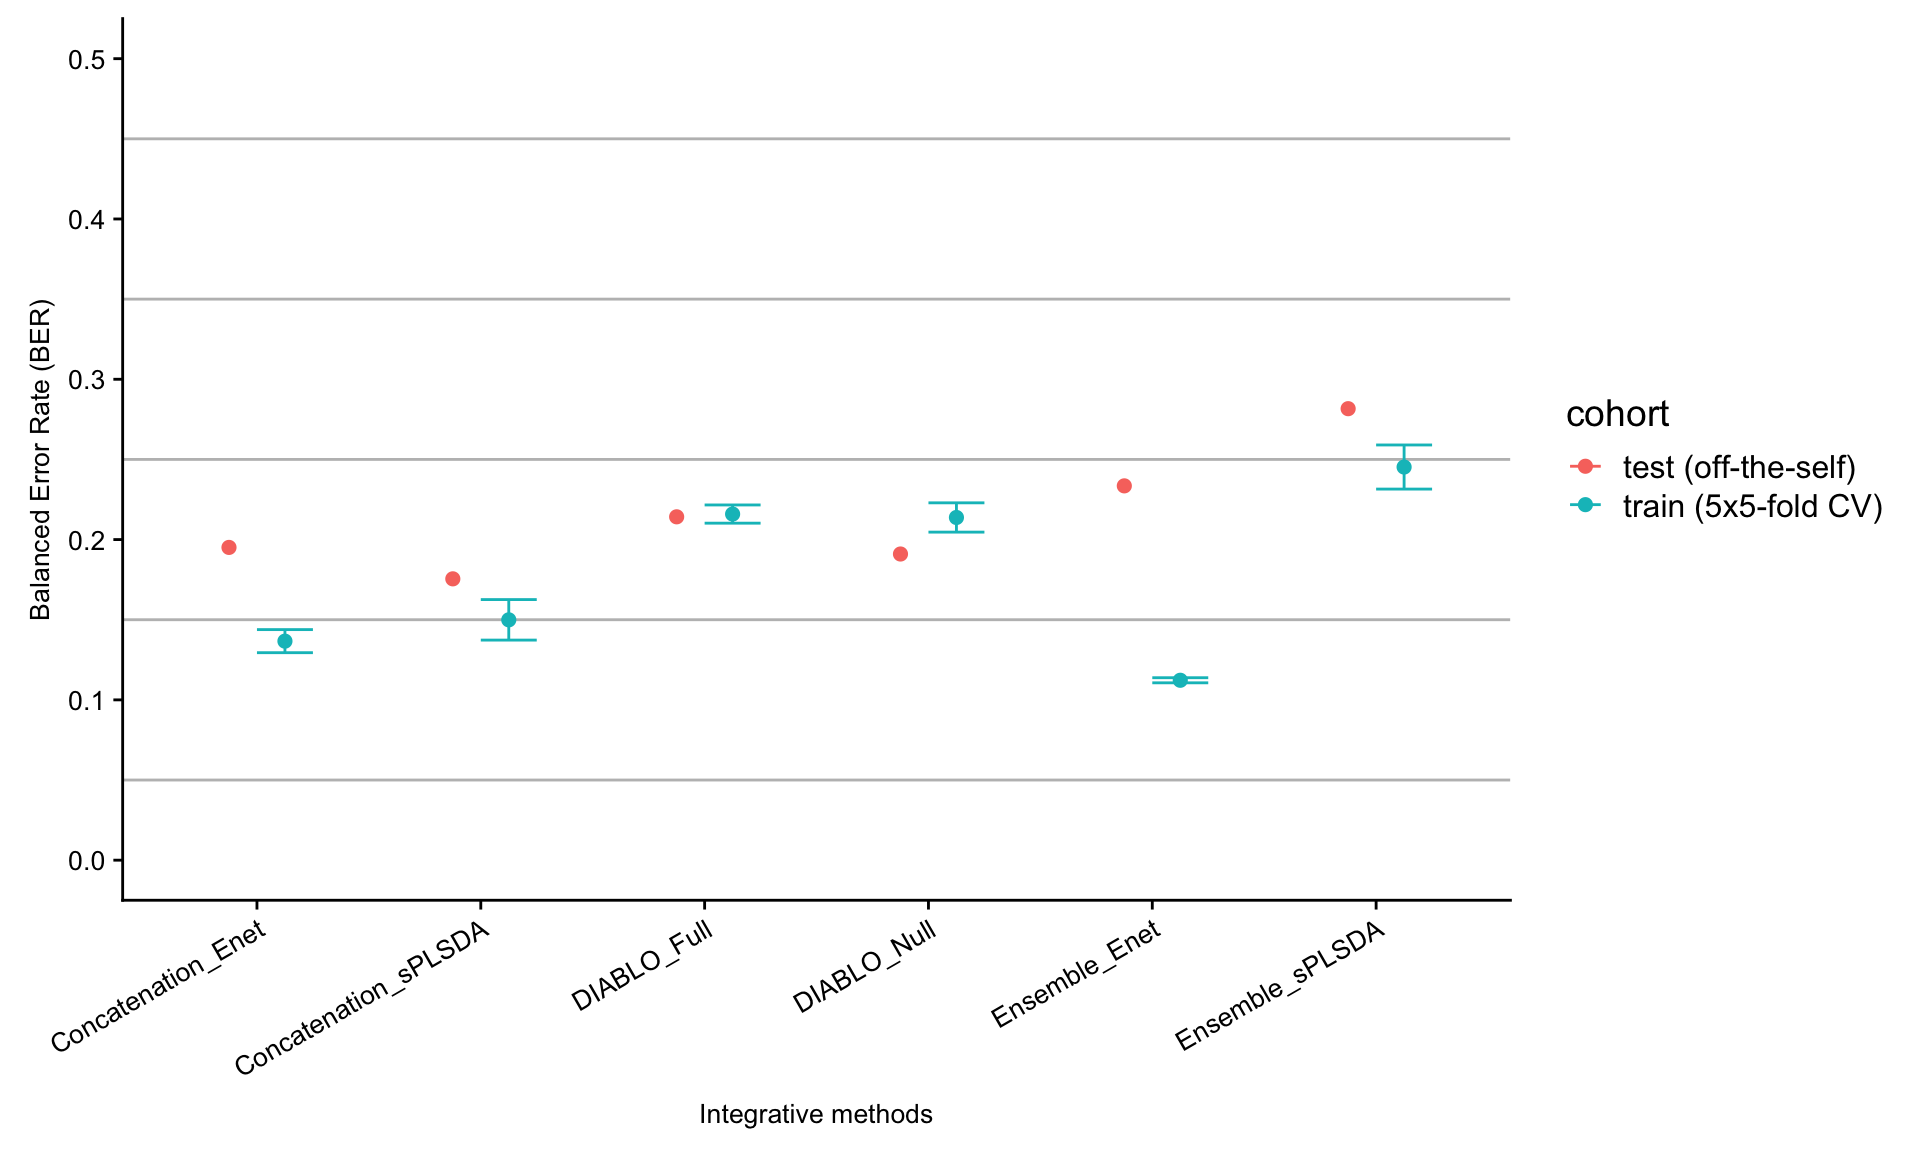 0.5
0.4
0.3
0.2
0.1
0.0
Balanced Error Rate (BER)
Concatenation_Enet
Concatenation_sPLSDA
DIABLO_Full
DIABLO_Null
Ensemble_Enet
Ensemble_sPLSDA
Integrative methods
cohort
test (off-the-self)
train (5x5-fold CV)